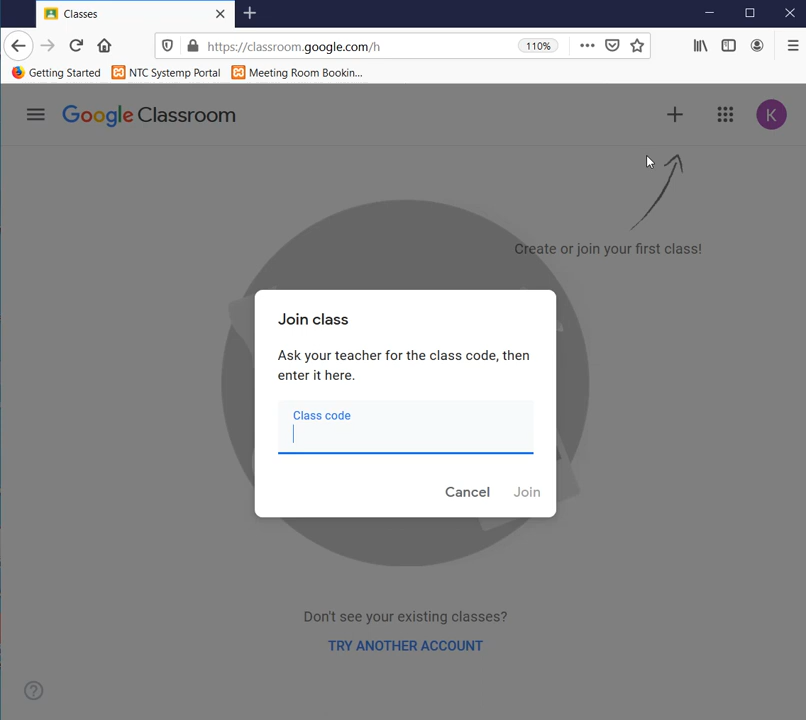 Classes
https://classroom.google.com/h
110%
Getting Started
NTC Systemp Portal
Meeting Room Bookin...
Google Classroom
K
Create or join your first class!
Join class
Ask your teacher for the class code, then
enter it here.
Class code
Cancel
Join
Don't see your existing classes?
TRY ANOTHER ACCOUNT
?